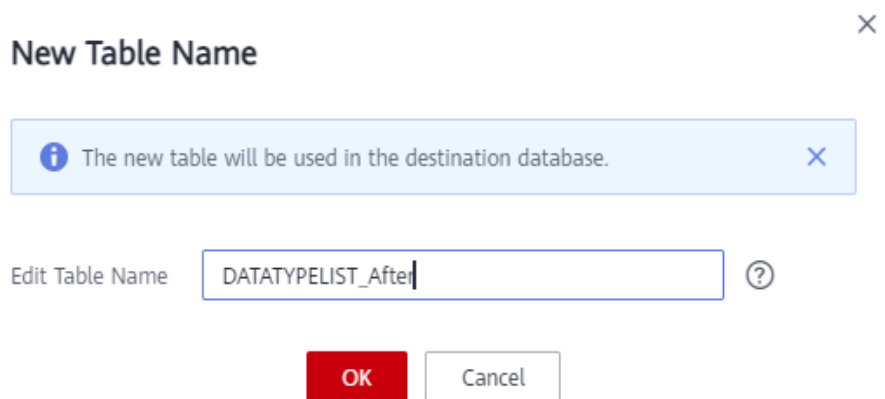 New Table Name
The new table will be used in the destination database.
Edit Table Name DATATYPELIST_After
OK Cancel